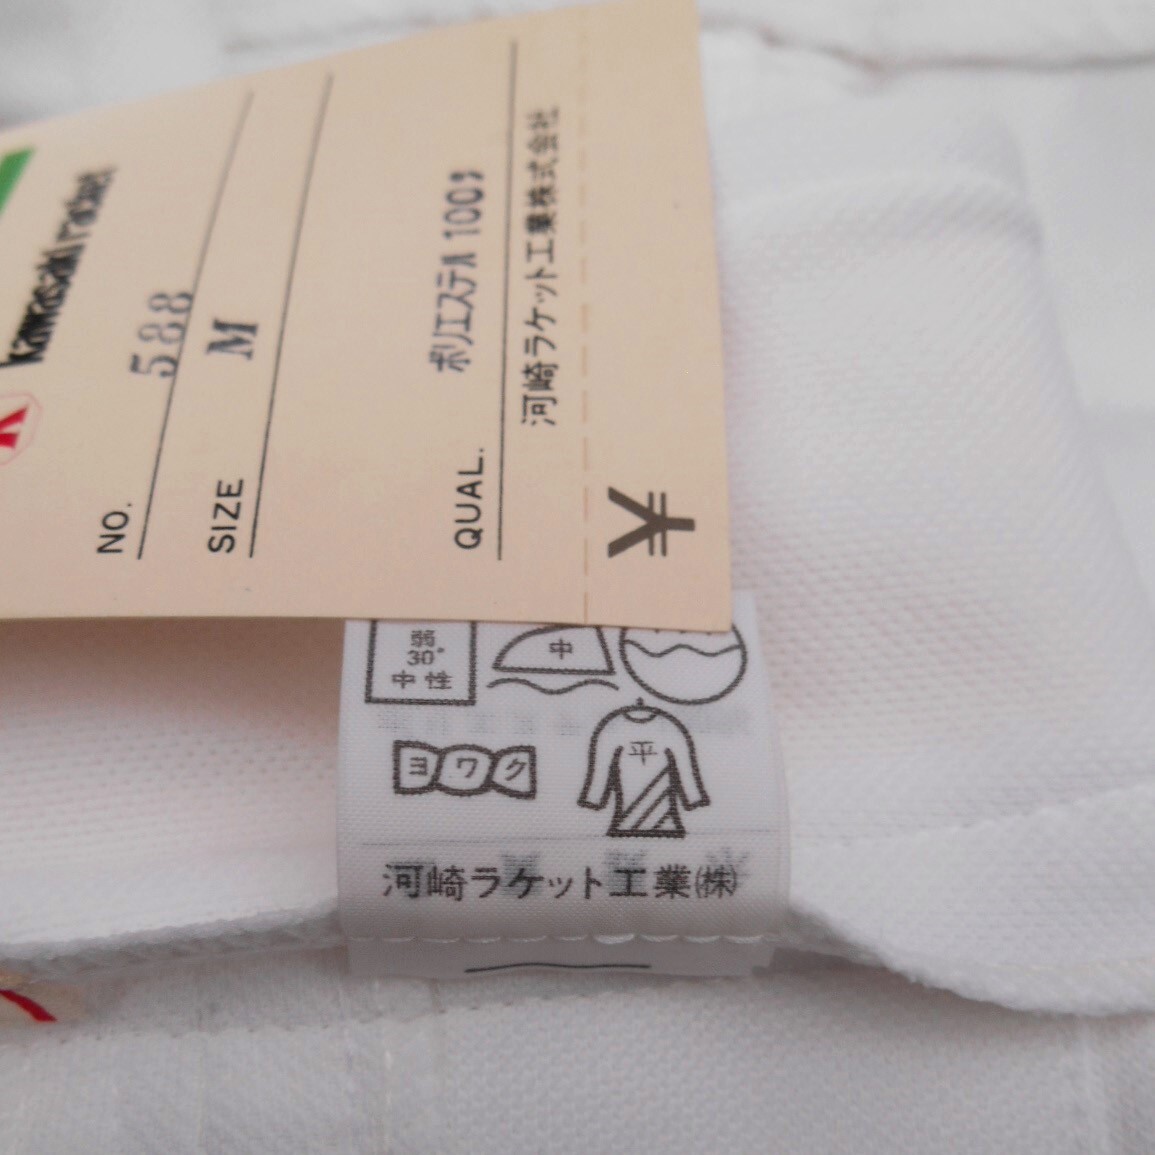 kawasaki racket
NO. 588
SIZE M
QUAL. ポリエステル 100%
河崎ラケット工業株式会社
¥
弱
30°
中性
中
平
ヨワク
河崎ラケット工業㈱